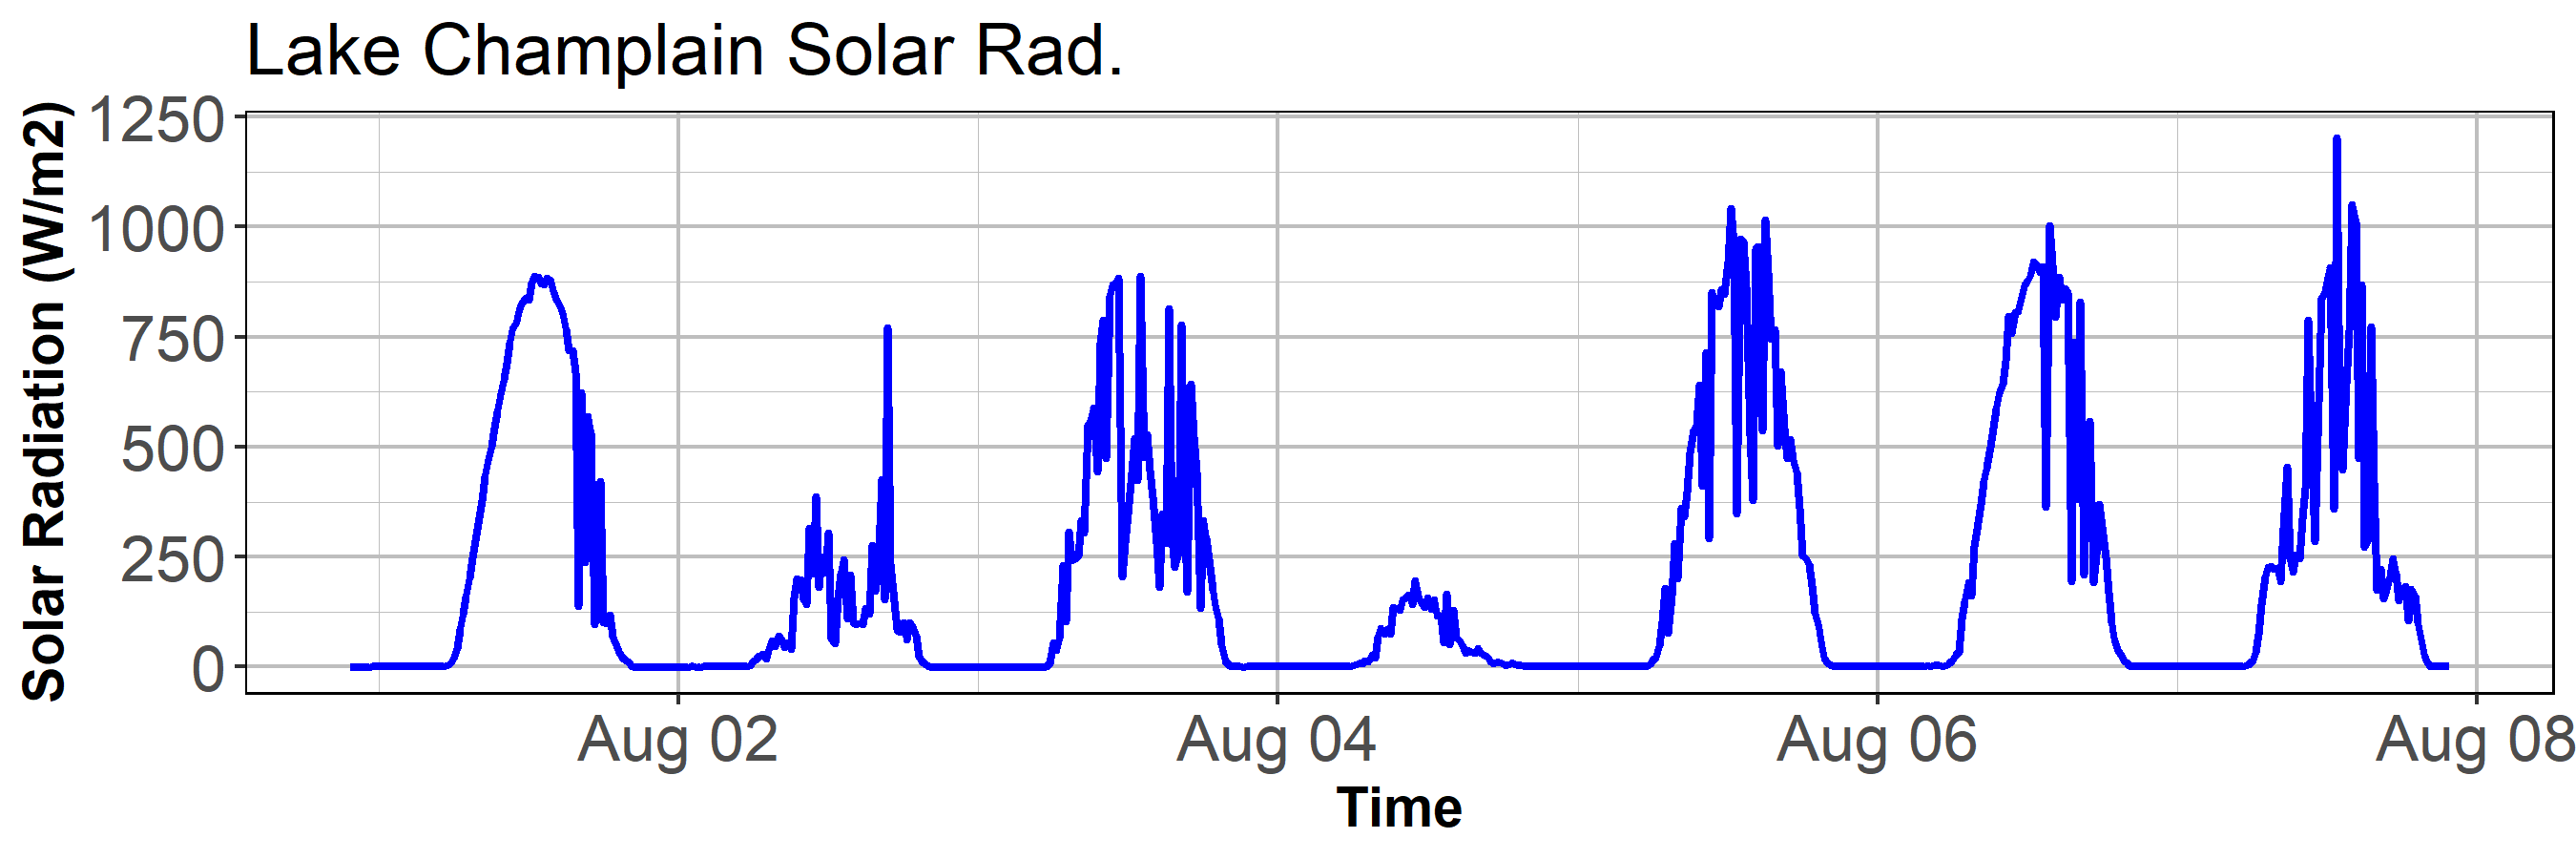 Lake Champlain Solar Rad.
Solar Radiation (W/m2)
1250
1000
750
500
250
0
Aug 02 Aug 04 Aug 06 Aug 08
Time